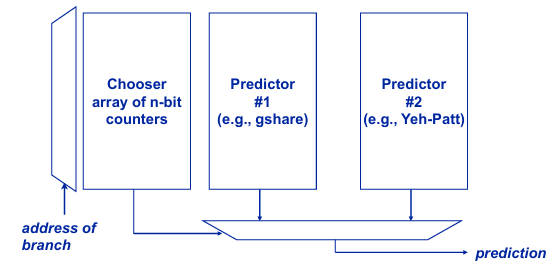 Chooser
array of n-bit
counters
Predictor
#1
(e.g., gshare)
Predictor
#2
(e.g., Yeh-Patt)
address of
branch
prediction